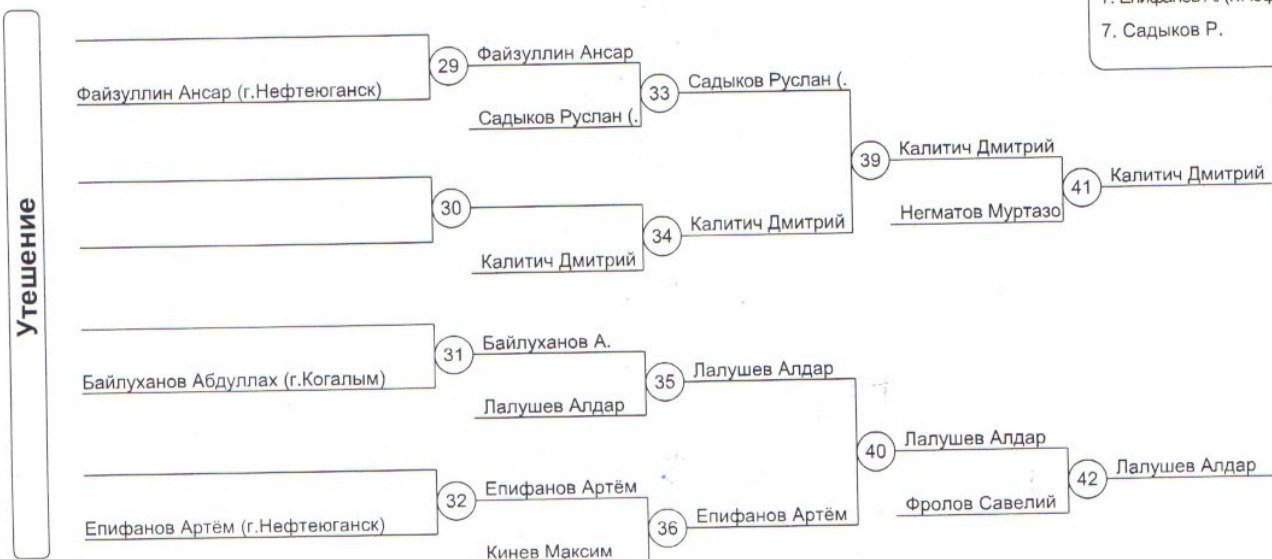 7. Садыков Р.
Утешение
29
Файзуллин Ансар
Файзуллин Ансар (г.Нефтеюганск)
33
Садыков Руслан (.
Садыков Руслан (.
39
Калитич Дмитрий
41
Калитич Дмитрий
30
Негматов Муртазо
34
Калитич Дмитрий
Калитич Дмитрий
31
Байлуханов А.
Байлуханов Абдуллах (г.Когалым)
35
Лалушев Алдар
Лалушев Алдар
40
Лалушев Алдар
42
Лалушев Алдар
32
Епифанов Артём
Фролов Савелий
Епифанов Артём (г.Нефтеюганск)
36
Епифанов Артём
Кинев Максим